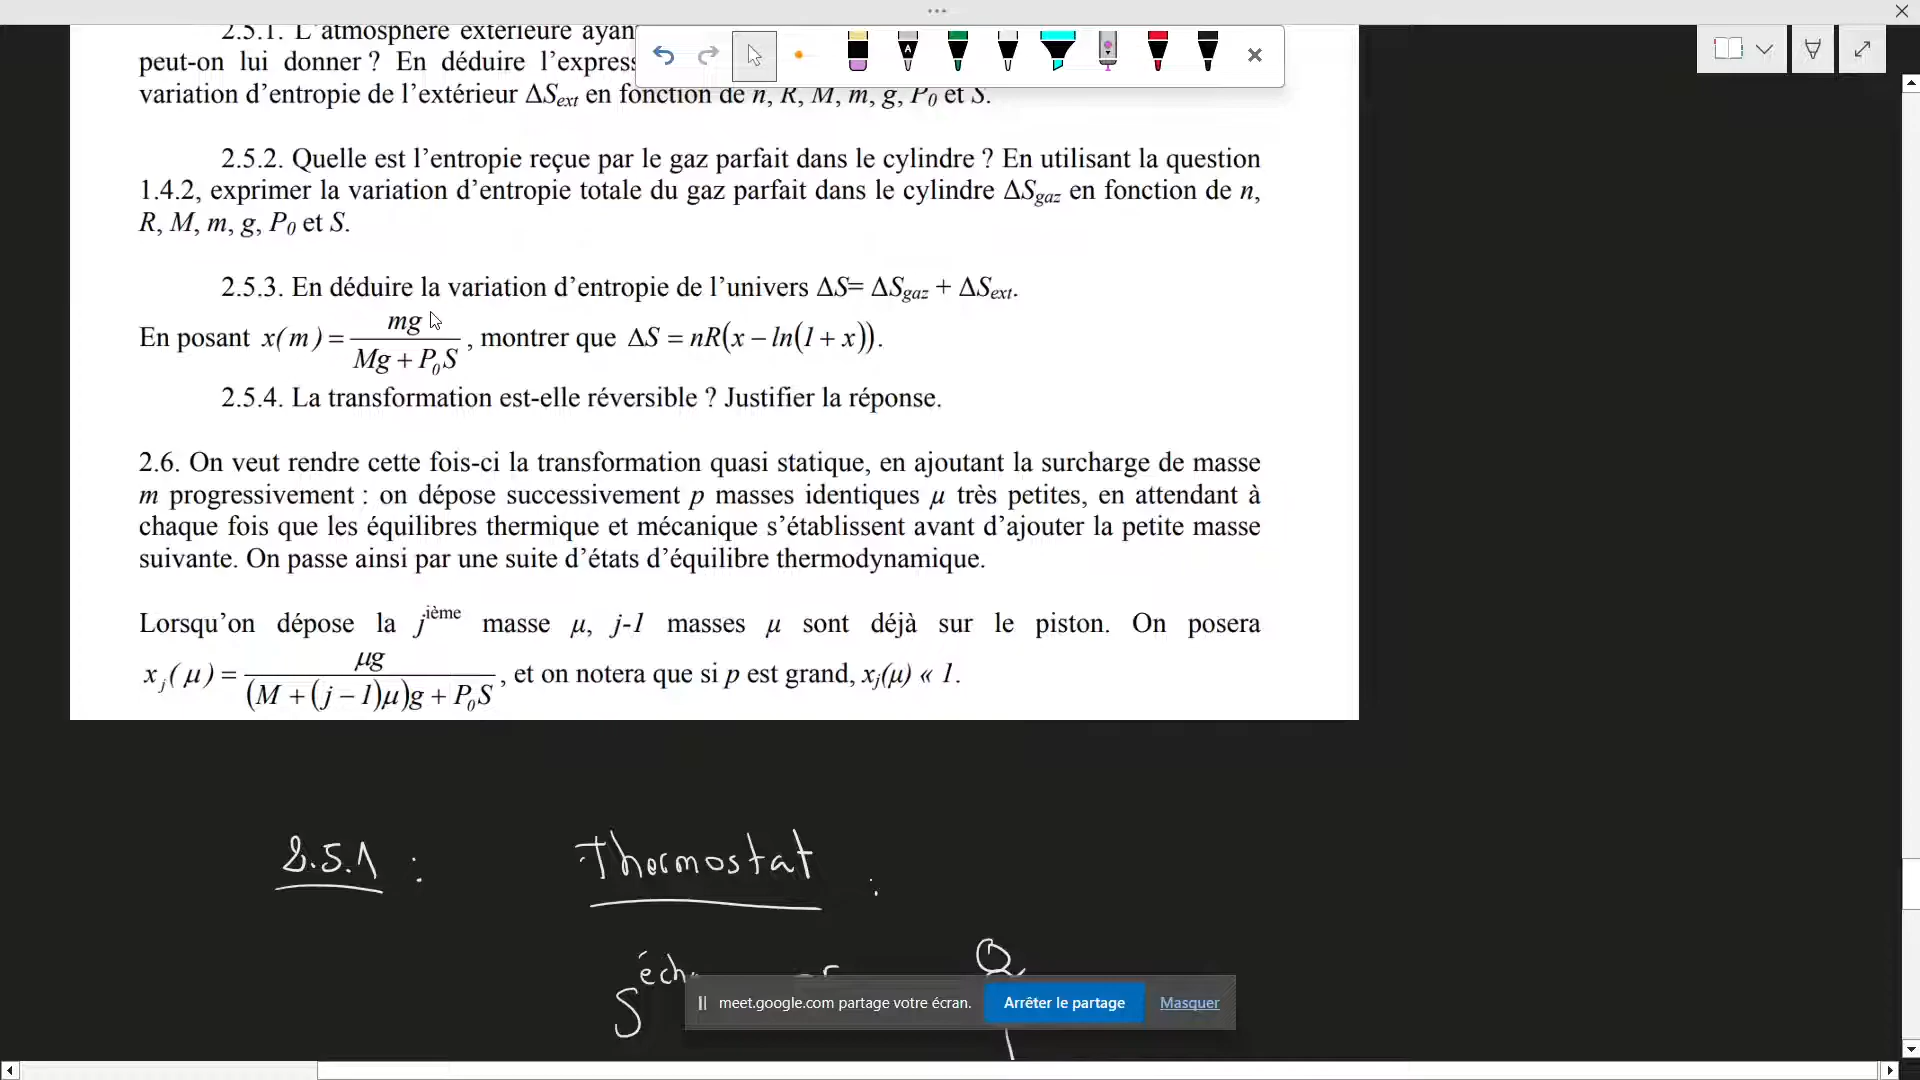 2.5.1. L’atmosphère extérieure ayan
peut-on lui donner ? En déduire l’express
variation d’entropie de l’extérieur ΔSext en fonction de n, R, M, m, g, P0 et S.
2.5.2. Quelle est l’entropie reçue par le gaz parfait dans le cylindre ? En utilisant la question
1.4.2, exprimer la variation d’entropie totale du gaz parfait dans le cylindre ΔSgaz en fonction de n,
R, M, m, g, P0 et S.
2.5.3. En déduire la variation d’entropie de l’univers ΔS= ΔSgaz + ΔSext.
En posant x(m) = mg / (Mg + P0S), montrer que ΔS = nR(x − ln(1 + x)).
2.5.4. La transformation est-elle réversible ? Justifier la réponse.
2.6. On veut rendre cette fois-ci la transformation quasi statique, en ajoutant la surcharge de masse
m progressivement : on dépose successivement p masses identiques μ très petites, en attendant à
chaque fois que les équilibres thermique et mécanique s’établissent avant d’ajouter la petite masse
suivante. On passe ainsi par une suite d’états d’équilibre thermodynamique.
Lorsqu’on dépose la jième masse μ, j-1 masses μ sont déjà sur le piston. On posera
xj(μ) = μg / ((M + (j − 1)μ)g + P0S), et on notera que si p est grand, xj(μ) « 1.
2.5.1 : Thermostat :
S éch Q
meet.google.com partage votre écran. Arrêter le partage Masquer